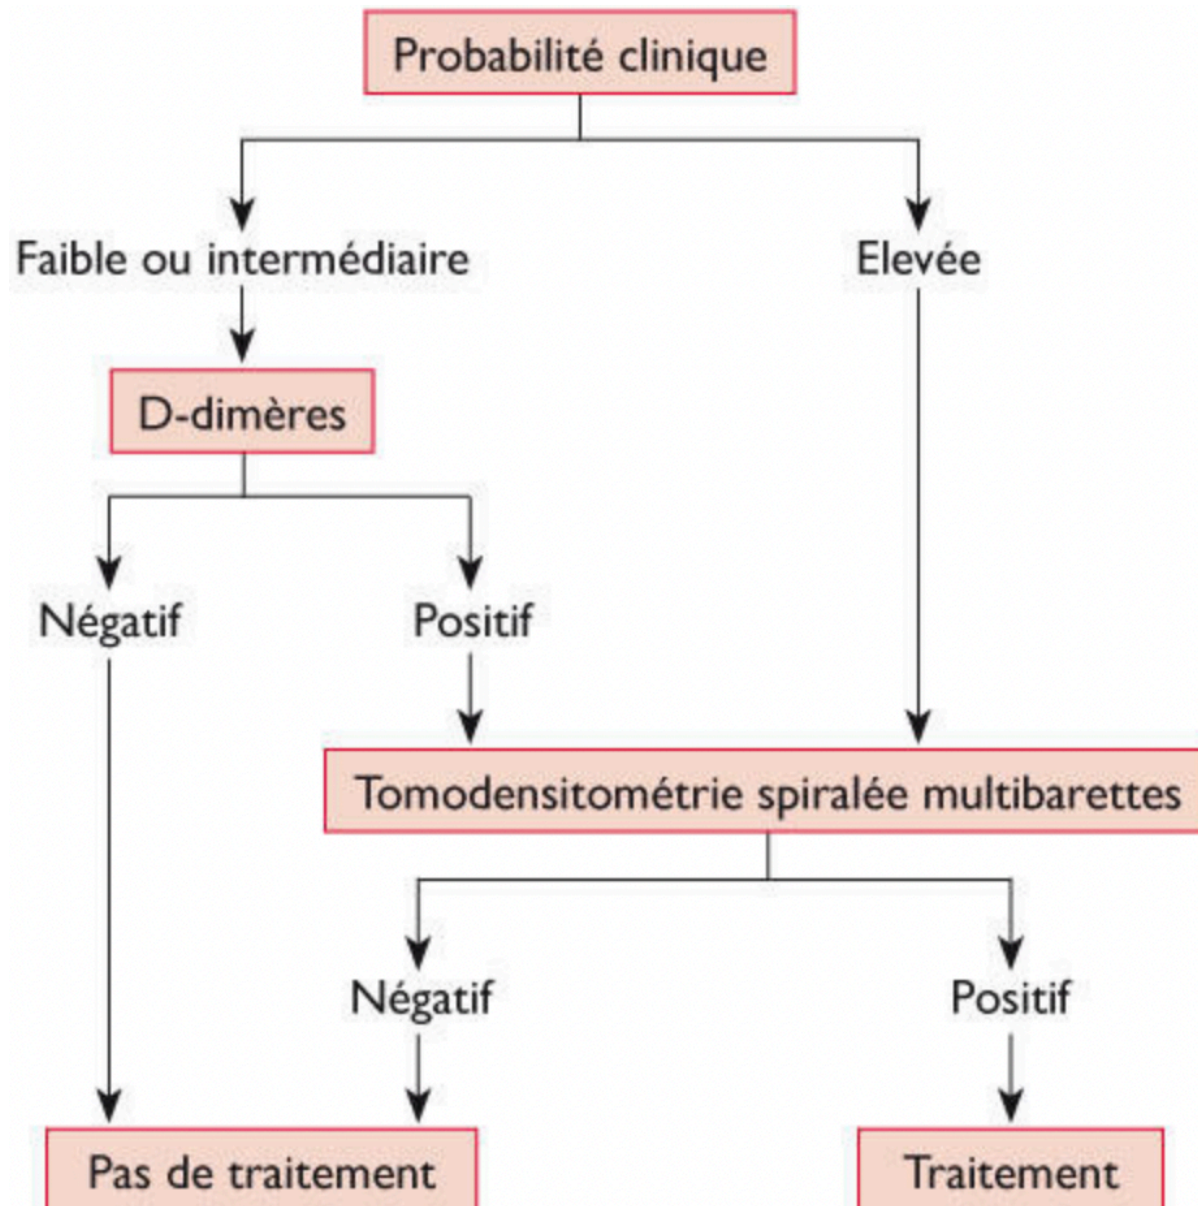 Probabilité clinique
Faible ou intermédiaire
Elevée
D-dimères
Négatif
Positif
Tomodensitométrie spiralée multibarettes
Négatif
Positif
Pas de traitement
Traitement